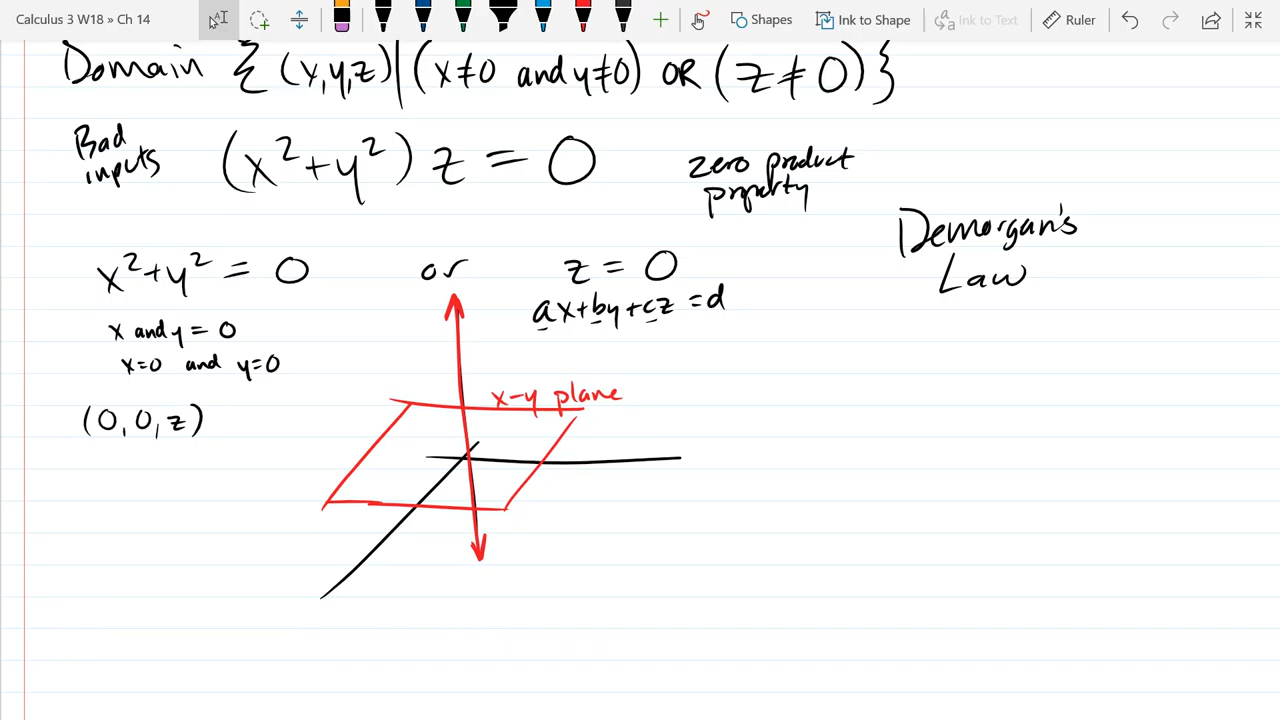 Calculus 3 W18 » Ch 14
Shapes
Ink to Shape
Ink to Text
Ruler
Domain {(x,y,z)|(x≠0 and y≠0) OR (z≠0)}
Bad
inputs
(x²+y²) z = 0
zero product
property
Demorgan's
Law
x²+y² = 0 or z = 0
ax+by+cz = d
x and y = 0
x=0 and y=0
(0,0,z)
x-y plane